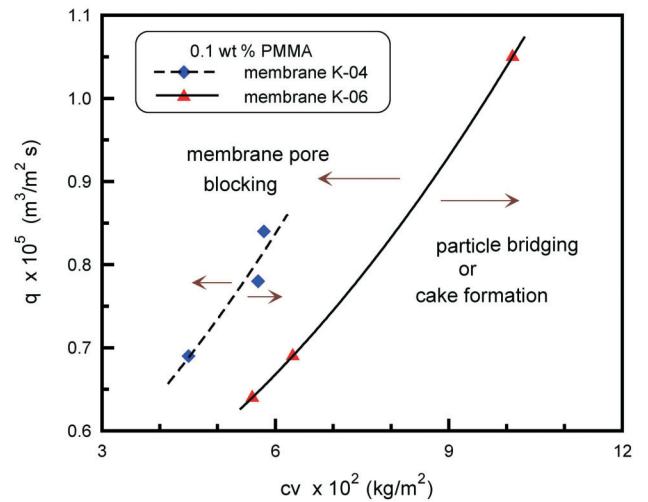 1.1
1.0
0.9
0.8
0.7
0.6
q x 10⁵ (m³/m² s)
0.1 wt % PMMA
membrane K-04
membrane K-06
membrane pore
blocking
particle bridging
or
cake formation
3 6 9 12
cv x 10² (kg/m²)